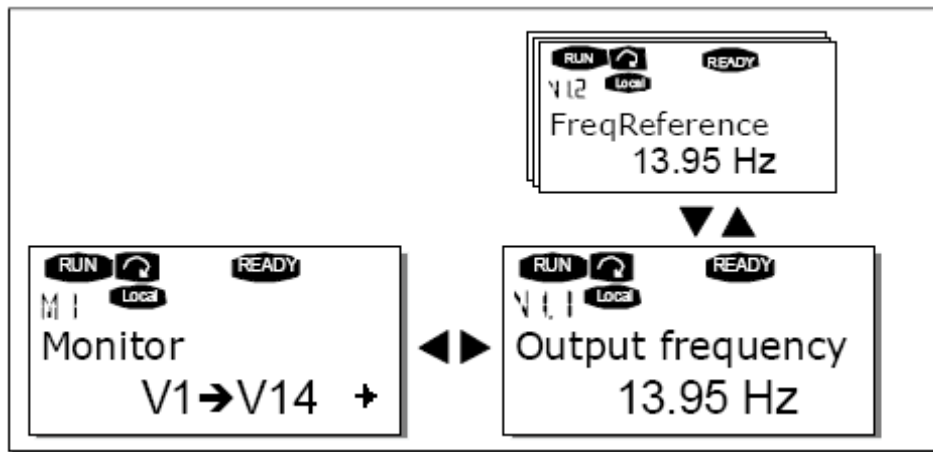 RUN READY
V1.2 Local
FreqReference
13.95 Hz
RUN READY
M1 Local
Monitor
V1➔V14
RUN READY
V1.1 Local
Output frequency
13.95 Hz